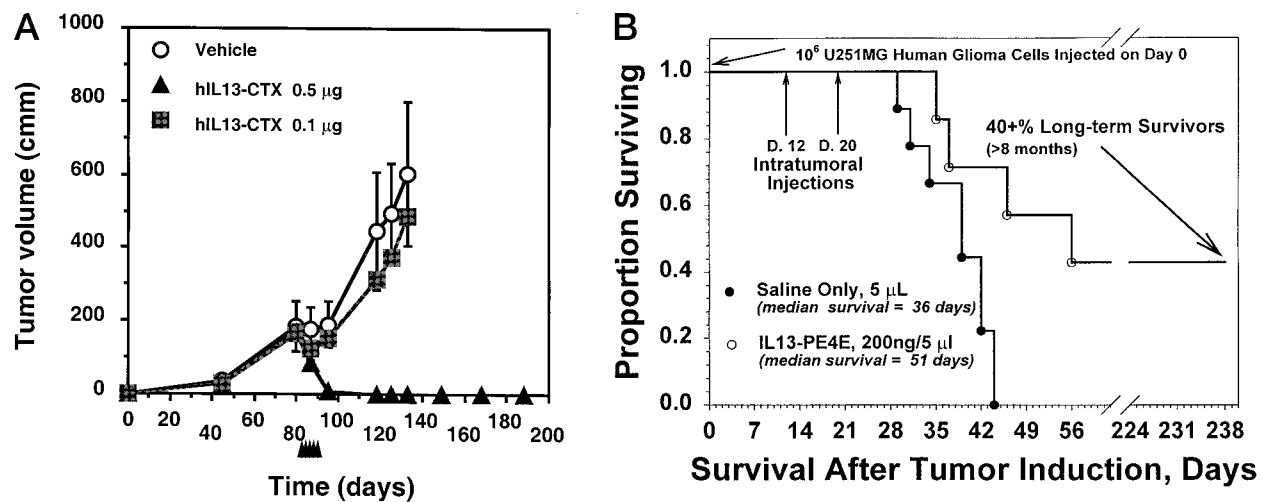 A
1000
800
600
400
200
0
Tumor volume (cmm)
Vehicle
hIL13-CTX 0.5 µg
hIL13-CTX 0.1 µg
0 20 40 60 80 100 120 140 160 180 200
Time (days)
B
10⁶ U251MG Human Glioma Cells Injected on Day 0
1.0
0.8
0.6
0.4
0.2
0.0
Proportion Surviving
D. 12 D. 20
Intratumoral
Injections
40+% Long-term Survivors
(>8 months)
Saline Only, 5 µL
(median survival = 36 days)
IL13-PE4E, 200ng/5 µl
(median survival = 51 days)
0 7 14 21 28 35 42 49 56 224 231 238
Survival After Tumor Induction, Days